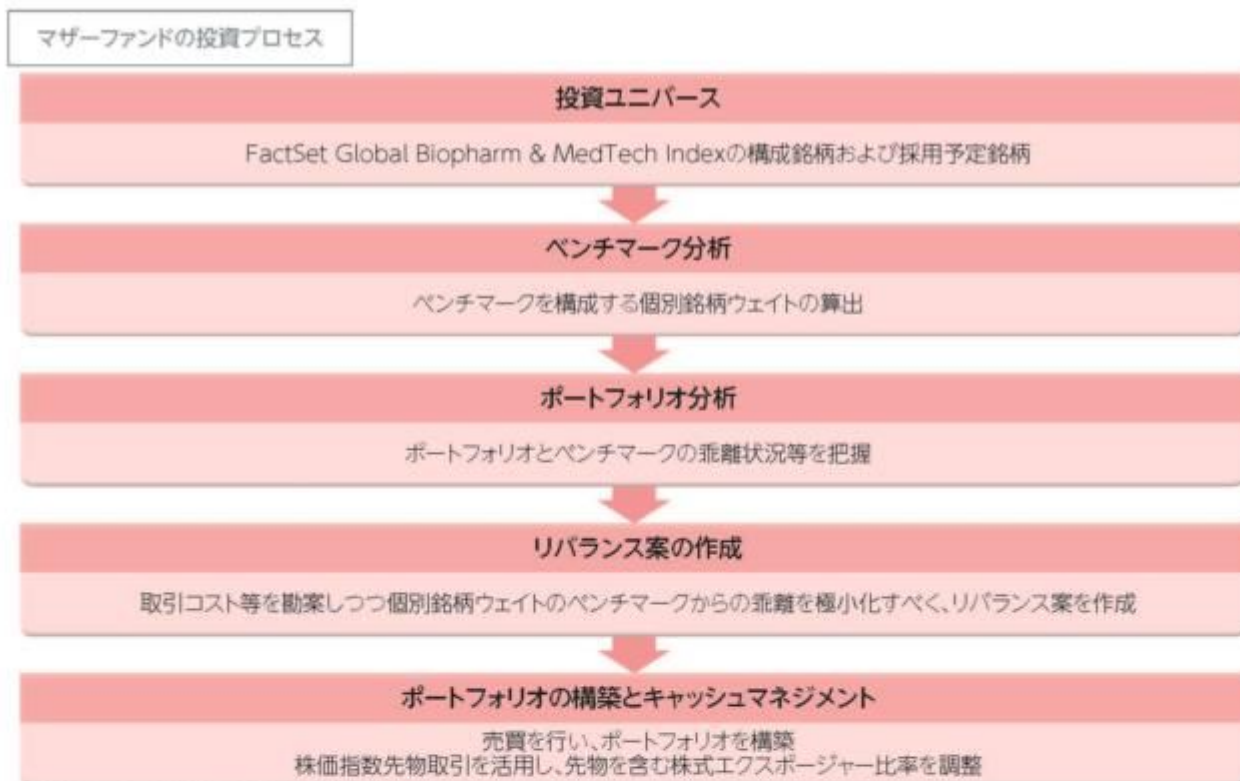 マザーファンドの投資プロセス
投資ユニバース
FactSet Global Biopharm & MedTech Indexの構成銘柄および採用予定銘柄
ベンチマーク分析
ベンチマークを構成する個別銘柄ウェイトの算出
ポートフォリオ分析
ポートフォリオとベンチマークの乖離状況等を把握
リバランス案の作成
取引コスト等を勘案しつつ個別銘柄ウェイトのベンチマークからの乖離を極小化すべく、リバランス案を作成
ポートフォリオの構築とキャッシュマネジメント
売買を行い、ポートフォリオを構築
株価指数先物取引を活用し、先物を含む株式エクスポージャー比率を調整